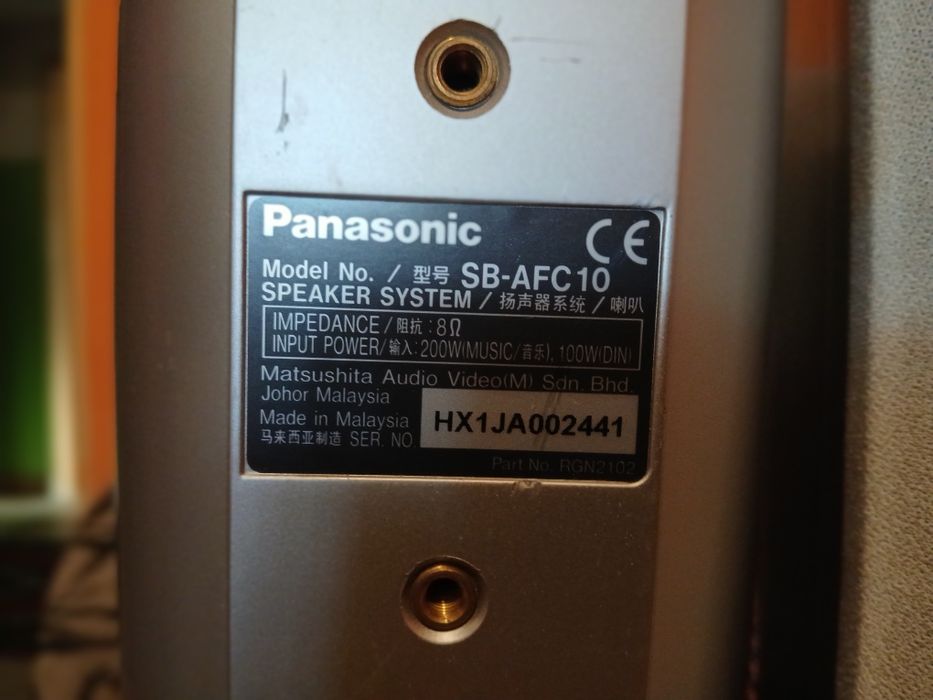 Panasonic CE
Model No. / 型号 SB-AFC10
SPEAKER SYSTEM / 扬声器系统 / 喇叭
IMPEDANCE / 阻抗 : 8Ω
INPUT POWER/输入: 200W(MUSIC/音乐), 100W(DIN)
Matsushita Audio Video(M) Sdn. Bhd.
Johor Malaysia
Made in Malaysia
马来西亚制造 SER. NO. HX1JA002441
Part No. RGN2102